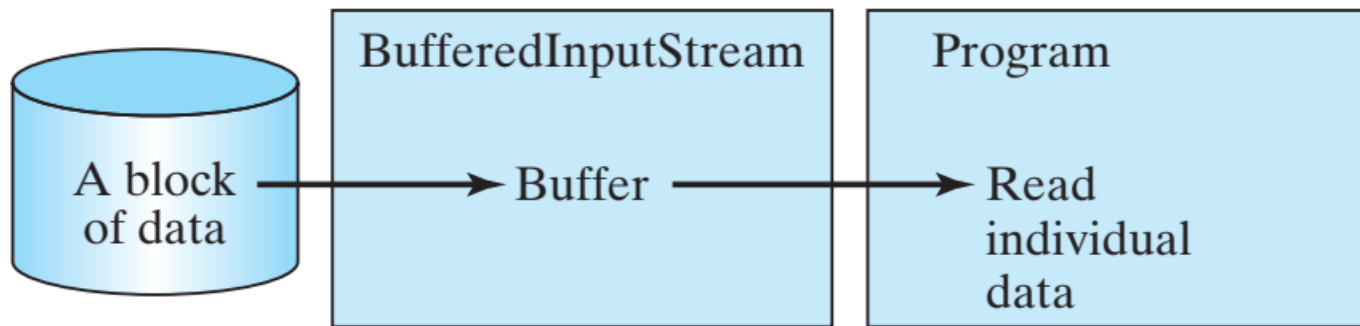 BufferedInputStream
Program
A block
of data
Buffer
Read
individual
data